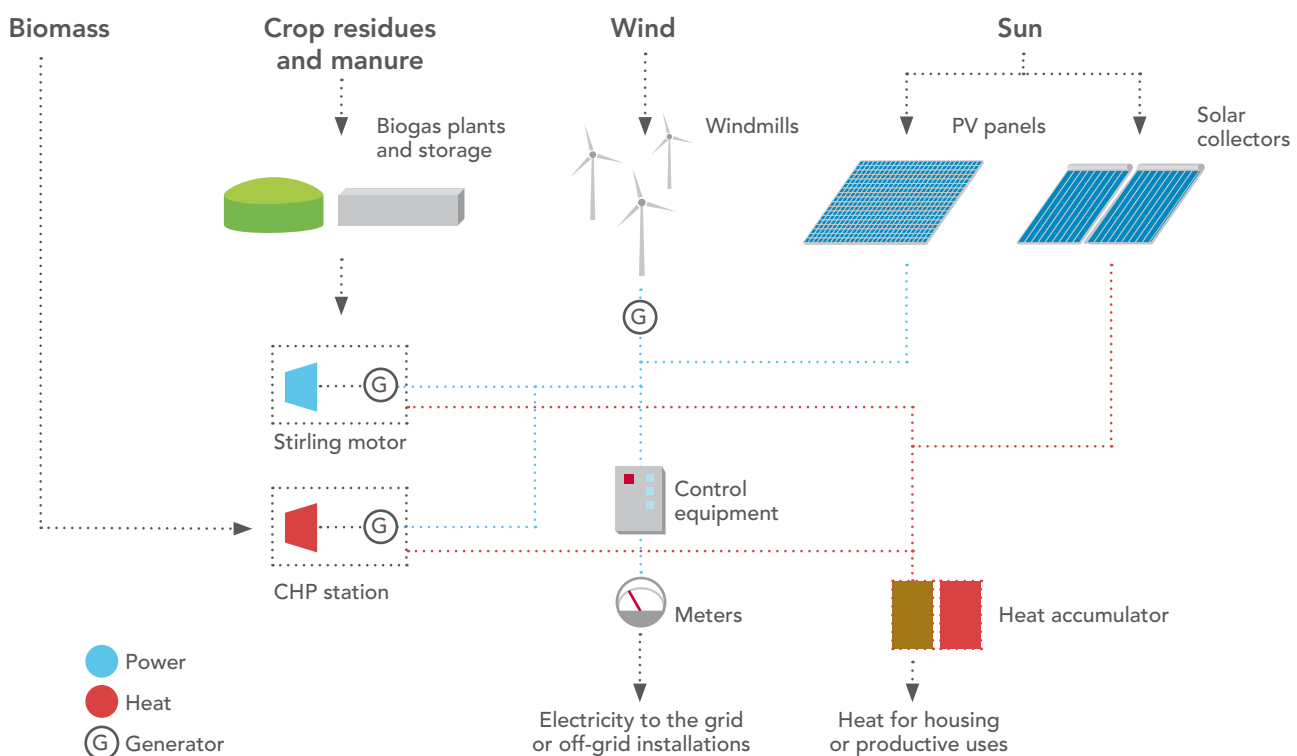 Biomass
Crop residues
and manure
Wind
Sun
Biogas plants
and storage
Windmills
PV panels
Solar
collectors
G
G
Stirling motor
Control
equipment
G
CHP station
Meters
Heat accumulator
Power
Heat
G Generator
Electricity to the grid
or off-grid installations
Heat for housing
or productive uses